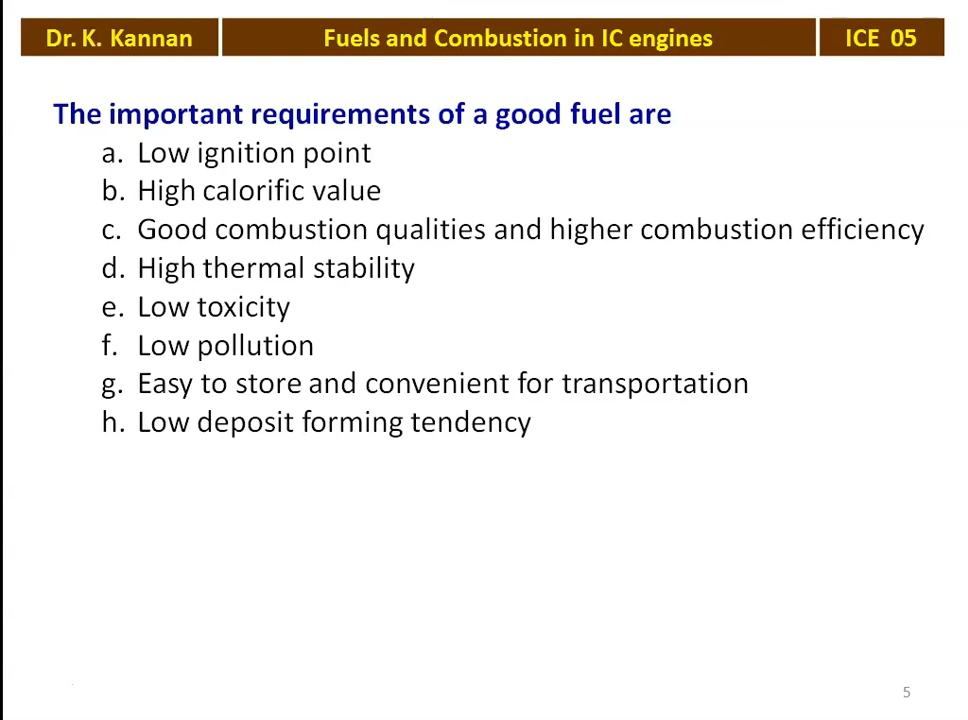 Dr. K. Kannan
Fuels and Combustion in IC engines
ICE 05
The important requirements of a good fuel are
a. Low ignition point
b. High calorific value
c. Good combustion qualities and higher combustion efficiency
d. High thermal stability
e. Low toxicity
f. Low pollution
g. Easy to store and convenient for transportation
h. Low deposit forming tendency
5